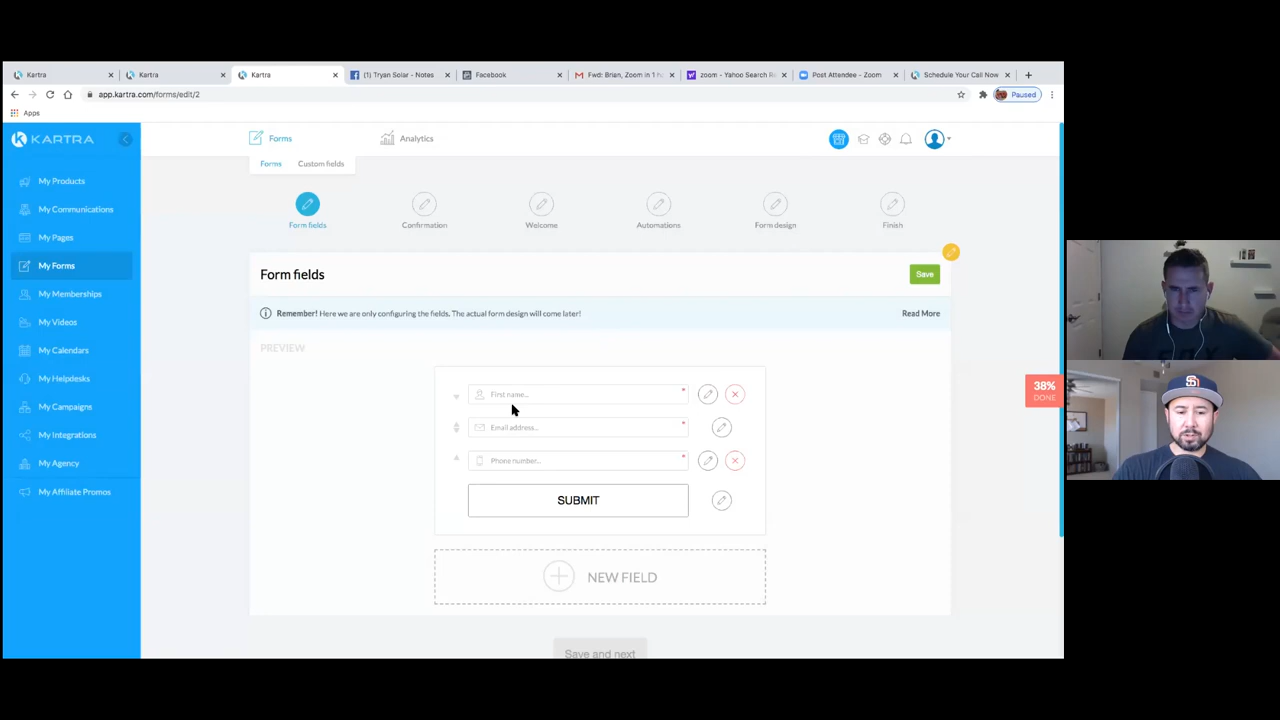 Kartra
Kartra
Kartra
(1) Tryan Solar - Notes
Facebook
Fwd: Brian, Zoom in 1 h
zoom - Yahoo Search R
Post Attendee - Zoom
Schedule Your Call Now
app.kartra.com/forms/edit/2
Paused
Apps
KARTRA
Forms
Analytics
Forms
Custom fields
My Products
My Communications
My Pages
My Forms
My Memberships
My Videos
My Calendars
My Helpdesks
My Campaigns
My Integrations
My Agency
My Affiliate Promos
Form fields
Confirmation
Welcome
Automations
Form design
Finish
Form fields
Save
Remember! Here we are only configuring the fields. The actual form design will come later!
Read More
PREVIEW
First name...
Email address...
Phone number...
SUBMIT
NEW FIELD
Save and next
38%
DONE